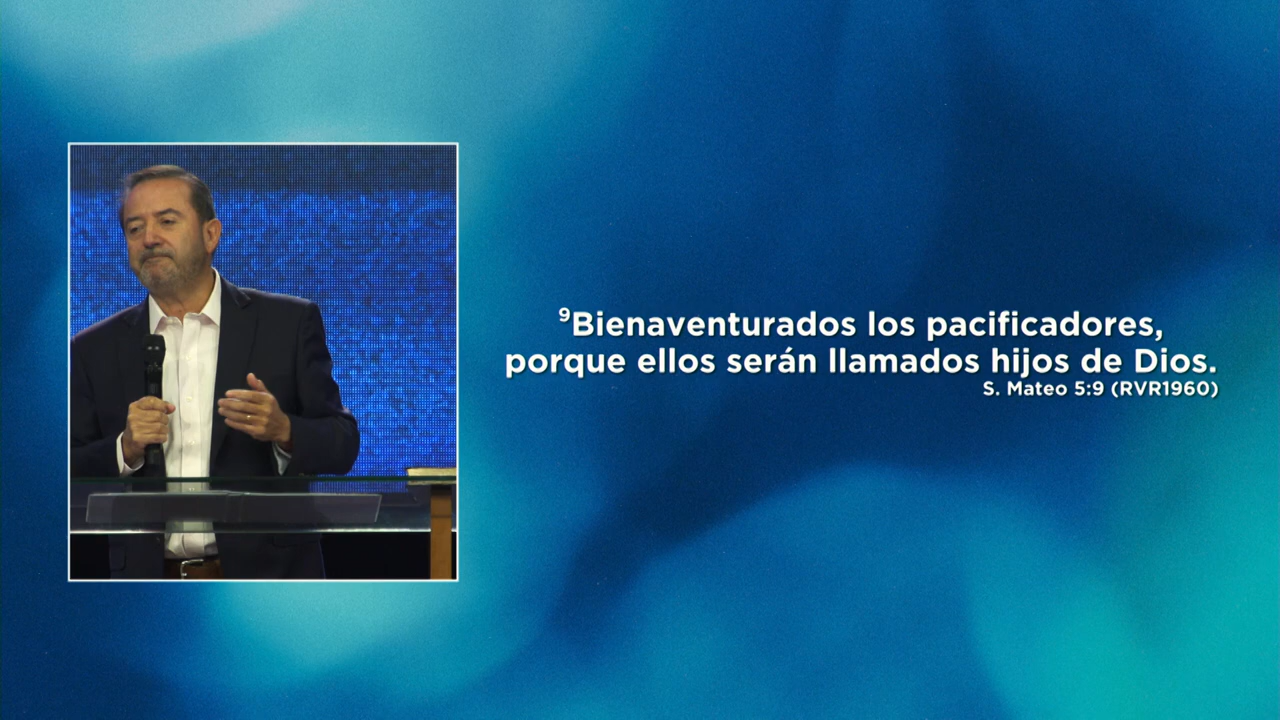 ⁹Bienaventurados los pacificadores,
porque ellos serán llamados hijos de Dios.
S. Mateo 5:9 (RVR1960)